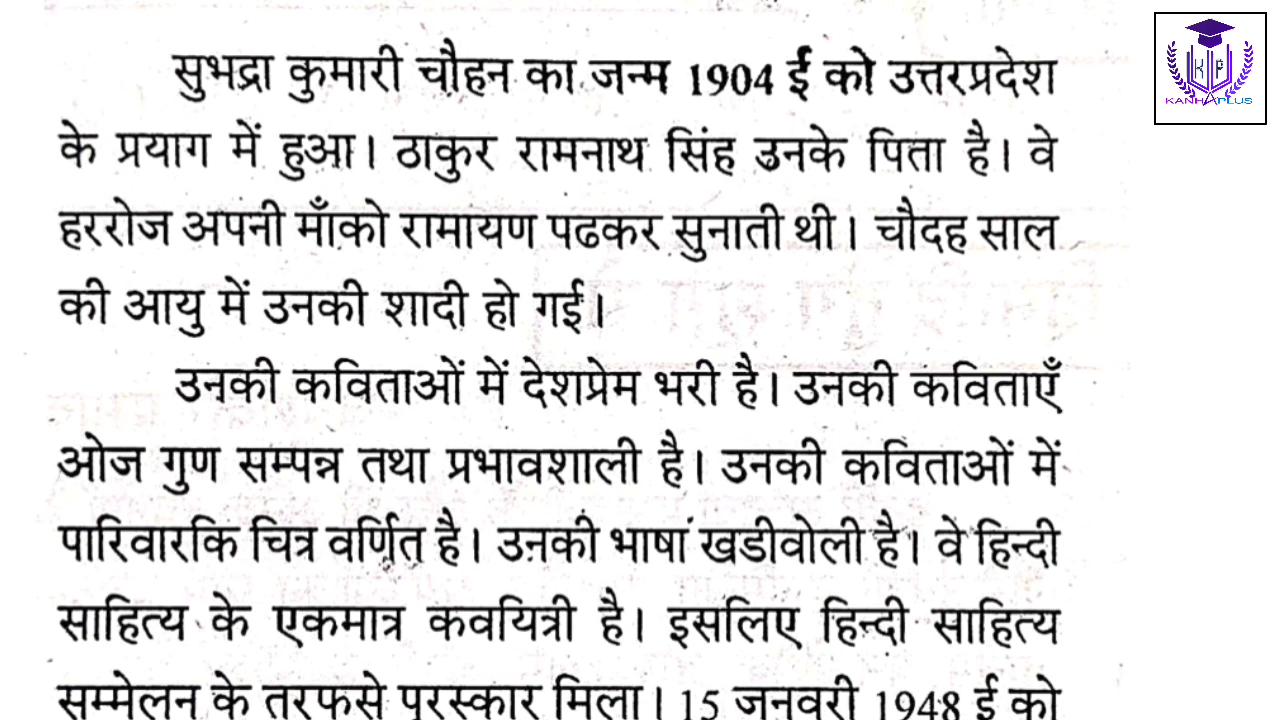 सुभद्रा कुमारी चौहन का जन्म 1904 ई को उत्तरप्रदेश
के प्रयाग में हुआ। ठाकुर रामनाथ सिंह उनके पिता है। वे
हररोज अपनी माँको रामायण पढकर सुनाती थी। चौदह साल
की आयु में उनकी शादी हो गई।
उनकी कविताओं में देशप्रेम भरी है। उनकी कविताएँ
ओज गुण सम्पन्न तथा प्रभावशाली है। उनकी कविताओं में
पारिवारकि चित्र वर्णित है। उनकी भाषा खडीवोली है। वे हिन्दी
साहित्य के एकमात्र कवयित्री है। इसलिए हिन्दी साहित्य
सम्मेलन के तरफसे पुरस्कार मिला। 15 जनवरी 1948 ई को
KP
KANHAPLUS